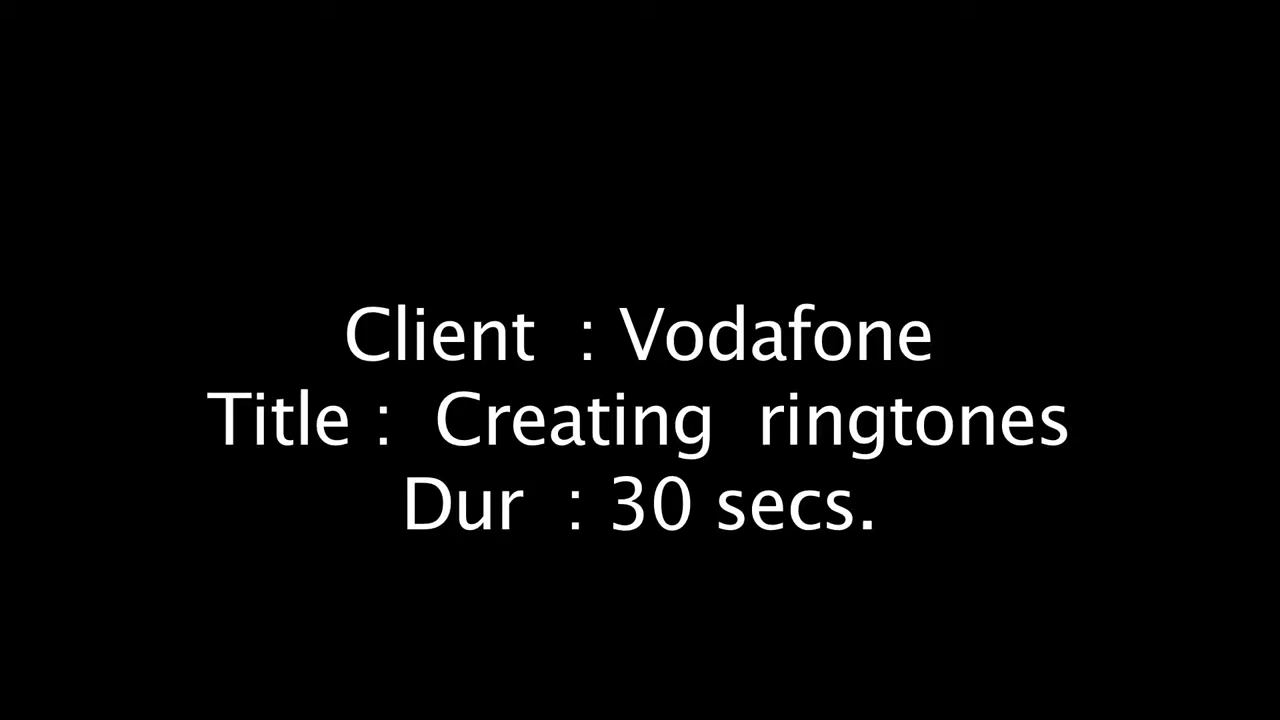 Client  : Vodafone
Title :  Creating  ringtones
Dur  : 30 secs.